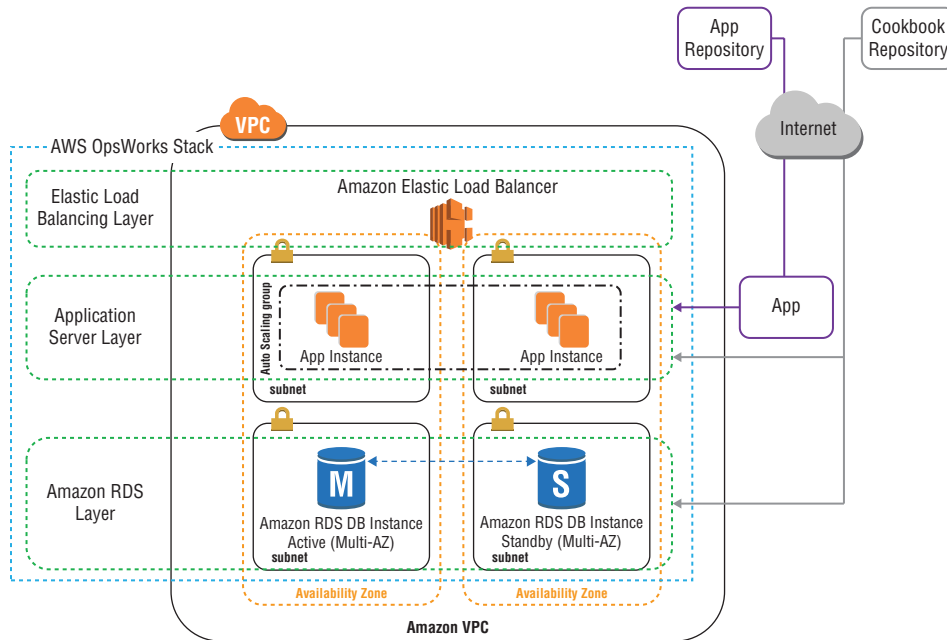 App
Repository
Cookbook
Repository
Internet
VPC
AWS OpsWorks Stack
Elastic Load
Balancing Layer
Amazon Elastic Load Balancer
Application
Server Layer
Auto Scaling group
App Instance
App Instance
App
subnet
subnet
Amazon RDS
Layer
M
S
Amazon RDS DB Instance
Active (Multi-AZ)
Amazon RDS DB Instance
Standby (Multi-AZ)
subnet
subnet
Availability Zone
Availability Zone
Amazon VPC